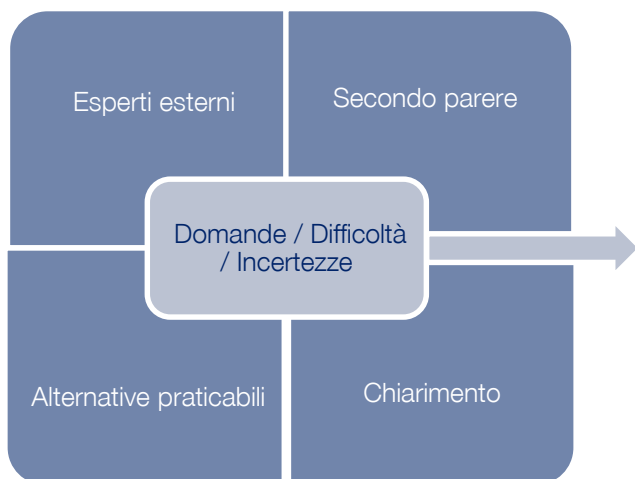 Esperti esterni
Secondo parere
Domande / Difficoltà
/ Incertezze
Alternative praticabili
Chiarimento